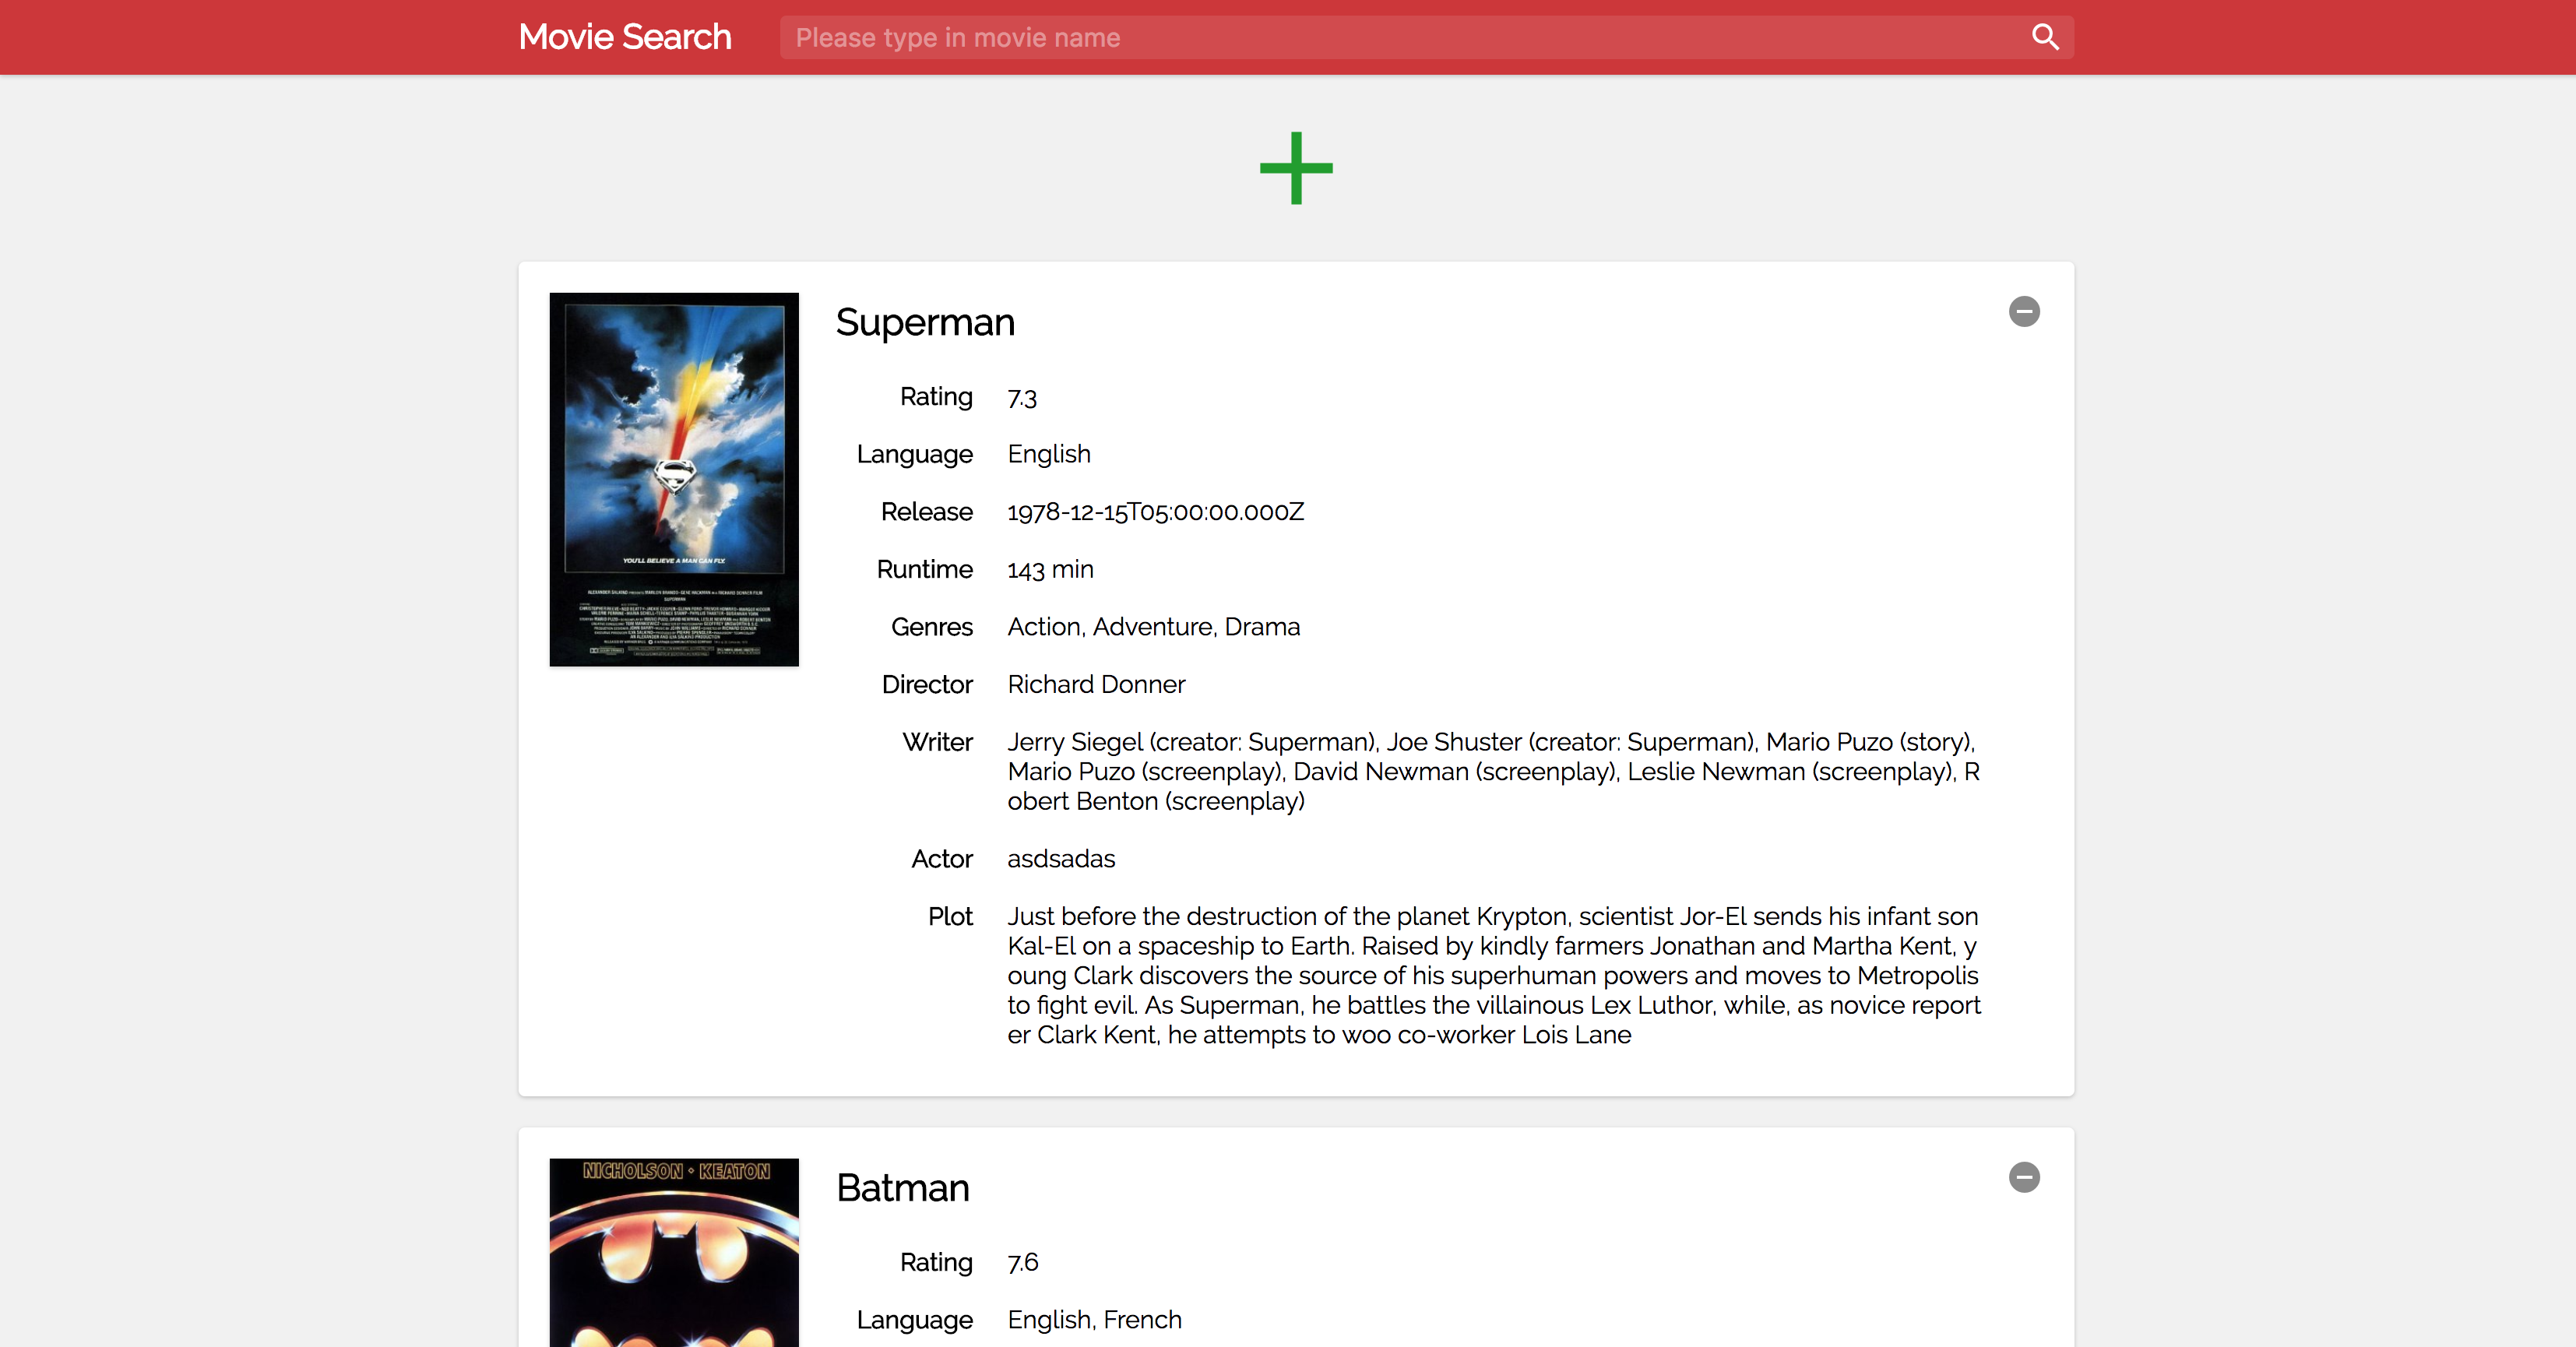 Movie Search
Please type in movie name
Superman
Rating 7.3
Language English
Release 1978-12-15T05:00:00.000Z
Runtime 143 min
Genres Action, Adventure, Drama
Director Richard Donner
Writer Jerry Siegel (creator: Superman), Joe Shuster (creator: Superman), Mario Puzo (story),
Mario Puzo (screenplay), David Newman (screenplay), Leslie Newman (screenplay), R
obert Benton (screenplay)
Actor asdsadas
Plot Just before the destruction of the planet Krypton, scientist Jor-El sends his infant son
Kal-El on a spaceship to Earth. Raised by kindly farmers Jonathan and Martha Kent, y
oung Clark discovers the source of his superhuman powers and moves to Metropolis
to fight evil. As Superman, he battles the villainous Lex Luthor, while, as novice report
er Clark Kent, he attempts to woo co-worker Lois Lane
YOU'LL BELIEVE A MAN CAN FLY.
SUPERMAN
NICHOLSON • KEATON
Batman
Rating 7.6
Language English, French